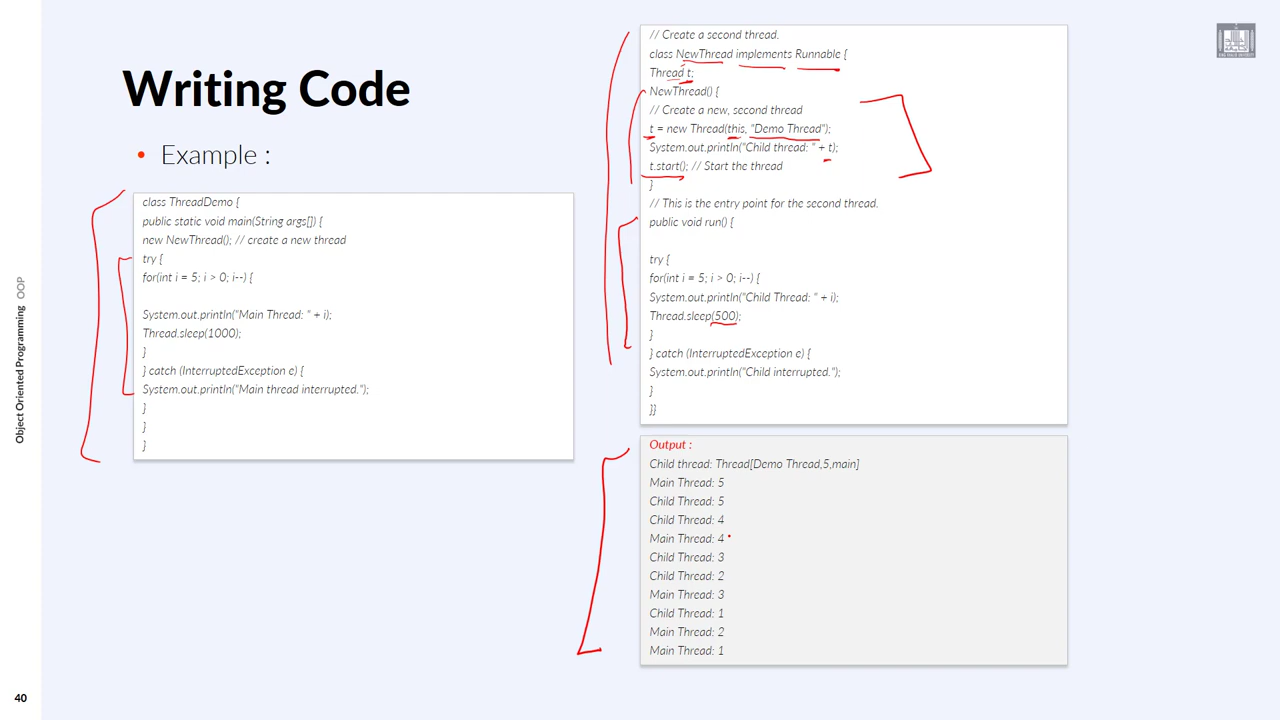 Writing Code
• Example :
class ThreadDemo {
public static void main(String args[]) {
new NewThread(); // create a new thread
try {
for(int i = 5; i > 0; i--) {
System.out.println("Main Thread: " + i);
Thread.sleep(1000);
}
} catch (InterruptedException e) {
System.out.println("Main thread interrupted.");
}
}
}
// Create a second thread.
class NewThread implements Runnable {
Thread t;
NewThread() {
// Create a new, second thread
t = new Thread(this, "Demo Thread");
System.out.println("Child thread: " + t);
t.start(); // Start the thread
}
// This is the entry point for the second thread.
public void run() {
try {
for(int i = 5; i > 0; i--) {
System.out.println("Child Thread: " + i);
Thread.sleep(500);
}
} catch (InterruptedException e) {
System.out.println("Child interrupted.");
}
}}
Output :
Child thread: Thread[Demo Thread,5,main]
Main Thread: 5
Child Thread: 5
Child Thread: 4
Main Thread: 4
Child Thread: 3
Child Thread: 2
Main Thread: 3
Child Thread: 1
Main Thread: 2
Main Thread: 1
Object Oriented Programming OOP
40